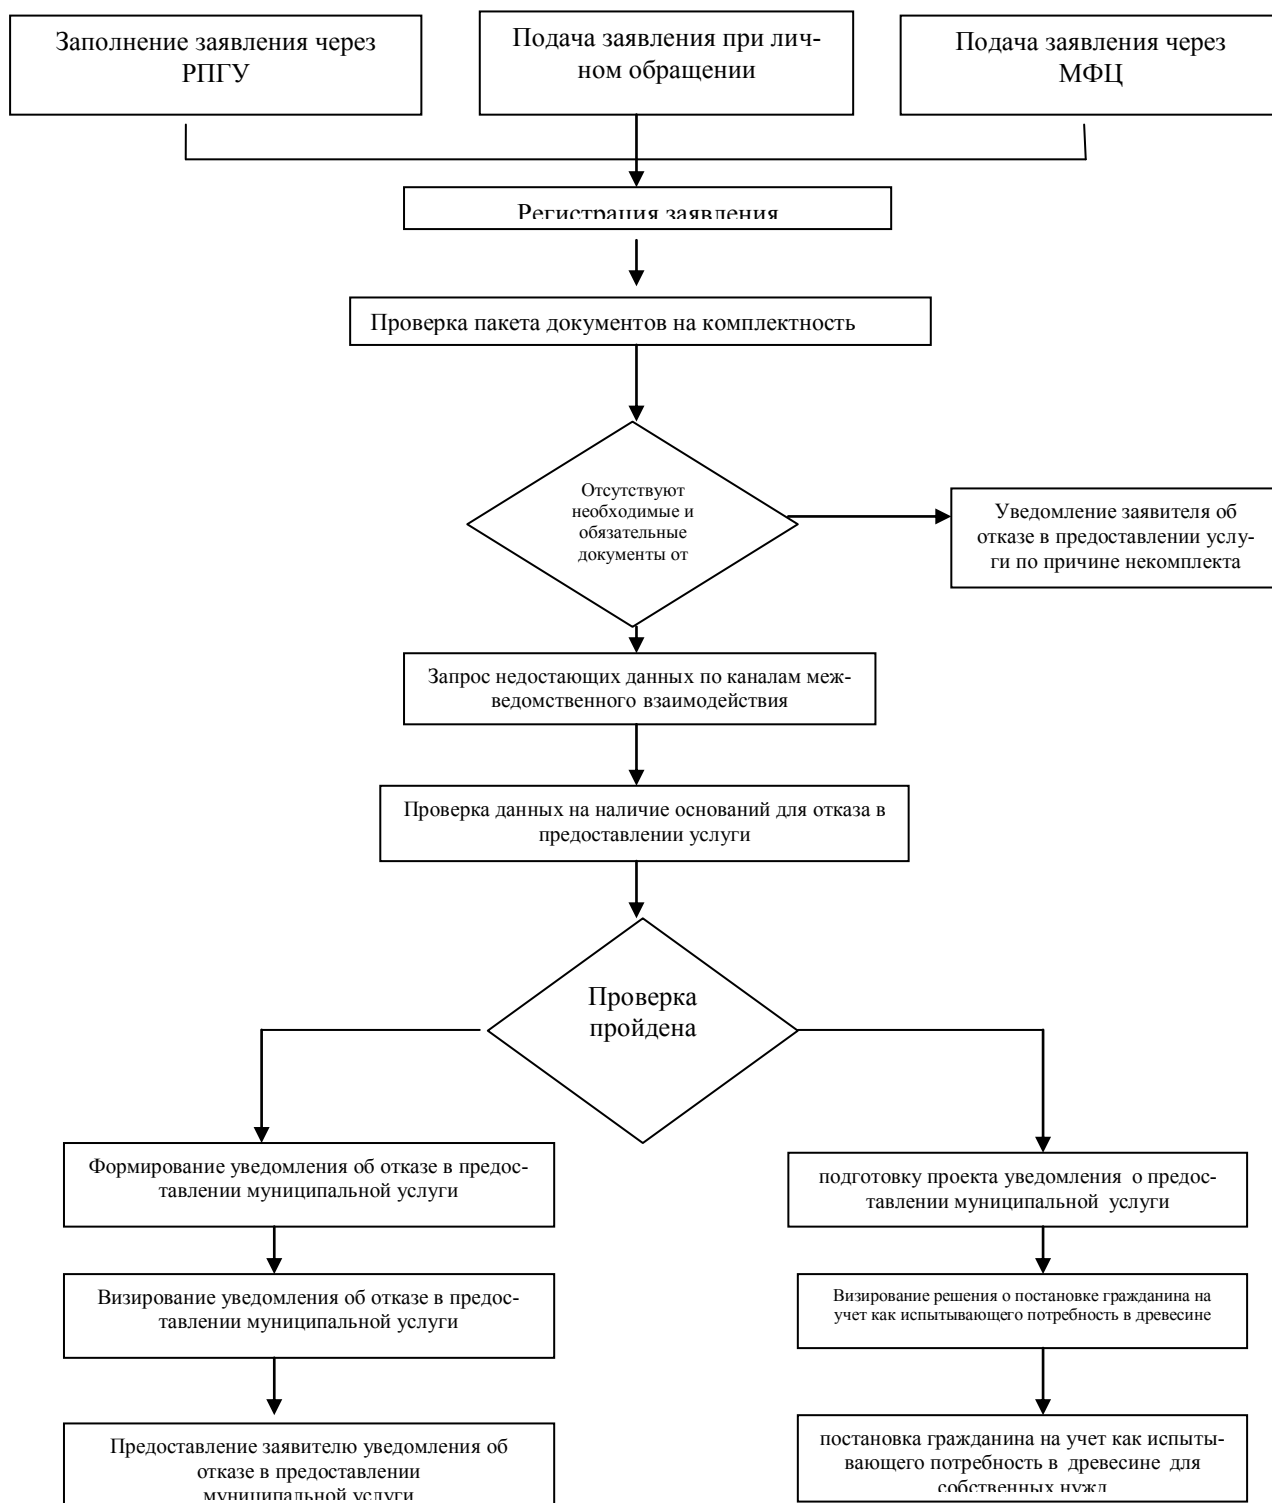 Заполнение заявления через
РПГУ
Подача заявления при лич-
ном обращении
Подача заявления через
МФЦ
Регистрация заявления
Проверка пакета документов на комплектность
Отсутствуют
необходимые и
обязательные
документы от
Уведомление заявителя об
отказе в предоставлении услу-
ги по причине некомплекта
Запрос недостающих данных по каналам меж-
ведомственного взаимодействия
Проверка данных на наличие оснований для отказа в
предоставлении услуги
Проверка
пройдена
Формирование уведомления об отказе в предос-
тавлении муниципальной услуги
подготовку проекта уведомления о предос-
тавлении муниципальной услуги
Визирование уведомления об отказе в предос-
тавлении муниципальной услуги
Визирование решения о постановке гражданина на
учет как испытывающего потребность в древесине
Предоставление заявителю уведомления об
отказе в предоставлении
муниципальной услуги
постановка гражданина на учет как испыты-
вающего потребность в древесине для
собственных нужд